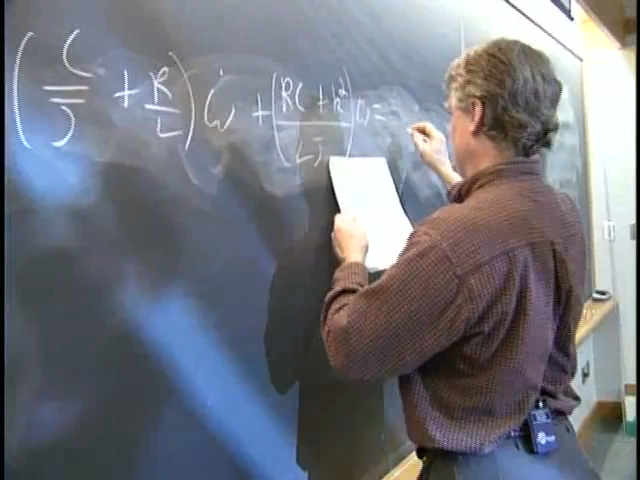 ( C/J + R/L ) ω̇ + ( RC + k² / LJ ) ω =